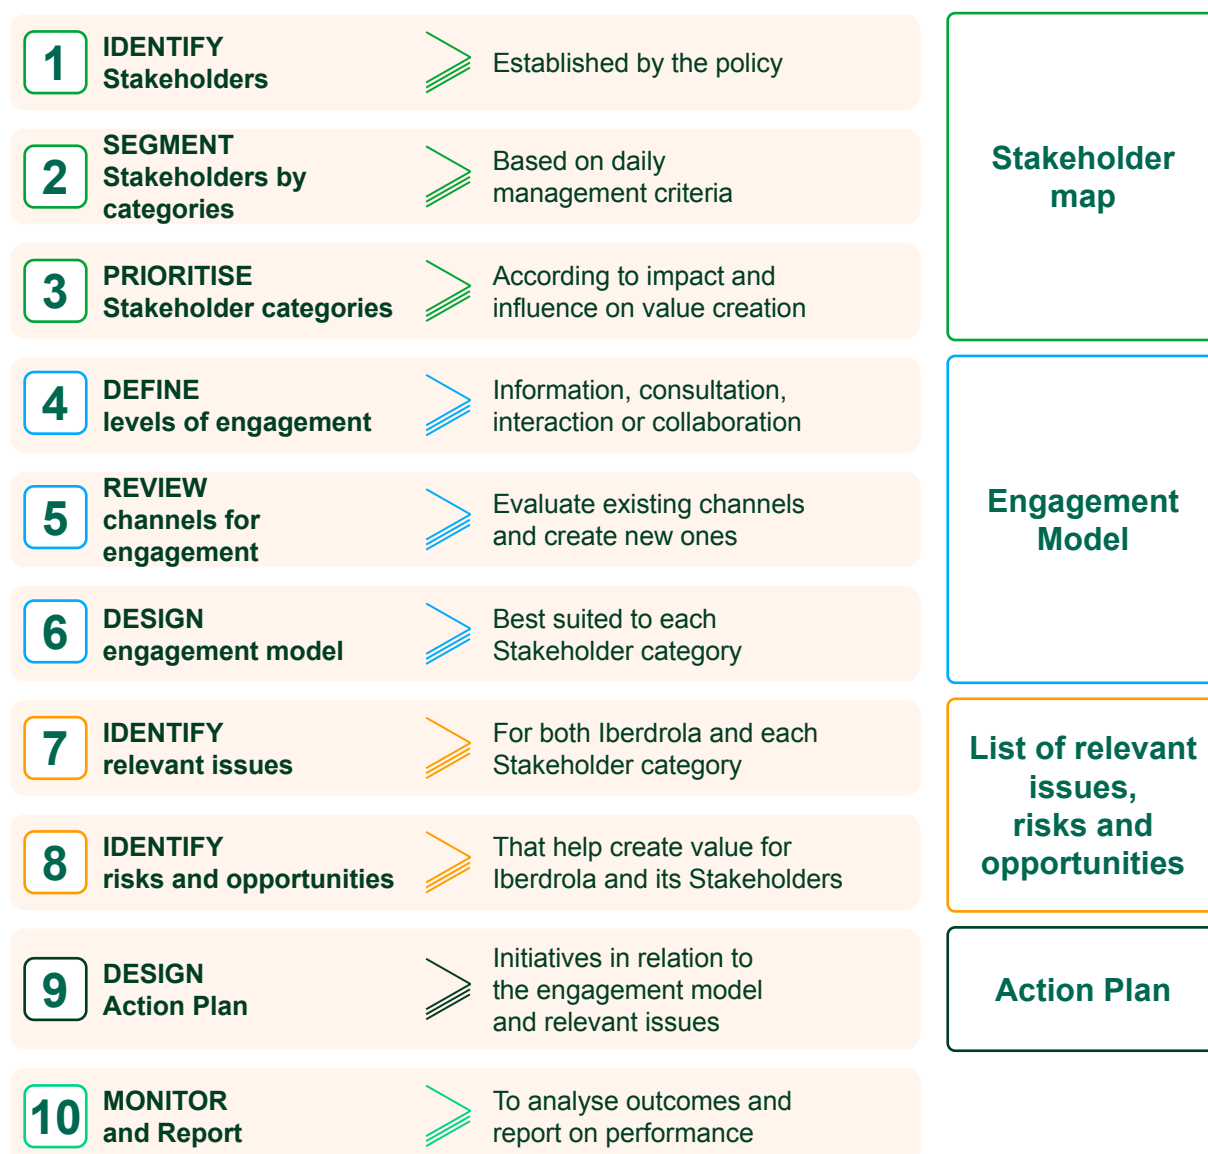 1
IDENTIFY
Stakeholders
Established by the policy
2
SEGMENT
Stakeholders by
categories
Based on daily
management criteria
3
PRIORITISE
Stakeholder categories
According to impact and
influence on value creation
Stakeholder
map
4
DEFINE
levels of engagement
Information, consultation,
interaction or collaboration
5
REVIEW
channels for
engagement
Evaluate existing channels
and create new ones
6
DESIGN
engagement model
Best suited to each
Stakeholder category
Engagement
Model
7
IDENTIFY
relevant issues
For both Iberdrola and each
Stakeholder category
8
IDENTIFY
risks and opportunities
That help create value for
Iberdrola and its Stakeholders
List of relevant
issues,
risks and
opportunities
9
DESIGN
Action Plan
Initiatives in relation to
the engagement model
and relevant issues
Action Plan
10
MONITOR
and Report
To analyse outcomes and
report on performance